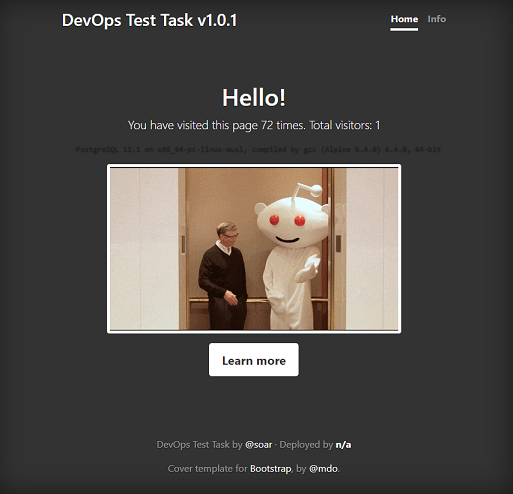 DevOps Test Task v1.0.1
Home Info
Hello!
You have visited this page 72 times. Total visitors: 1
PostgreSQL 11.1 on x86_64-pc-linux-musl, compiled by gcc (Alpine 6.4.0) 6.4.0, 64-bit
Learn more
DevOps Test Task by @soar - Deployed by n/a
Cover template for Bootstrap, by @mdo.